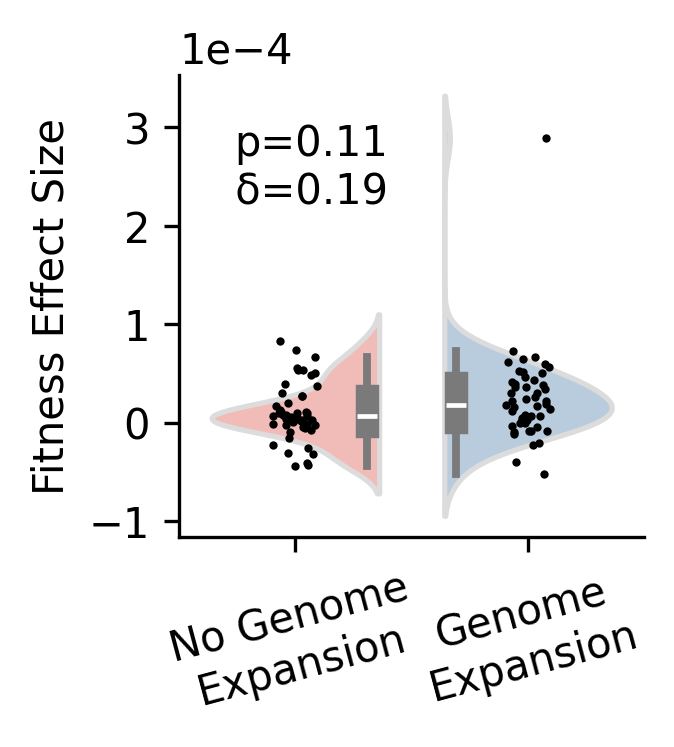 1e−4
p=0.11
δ=0.19
Fitness Effect Size
3
2
1
0
−1
No Genome
Expansion
Genome
Expansion